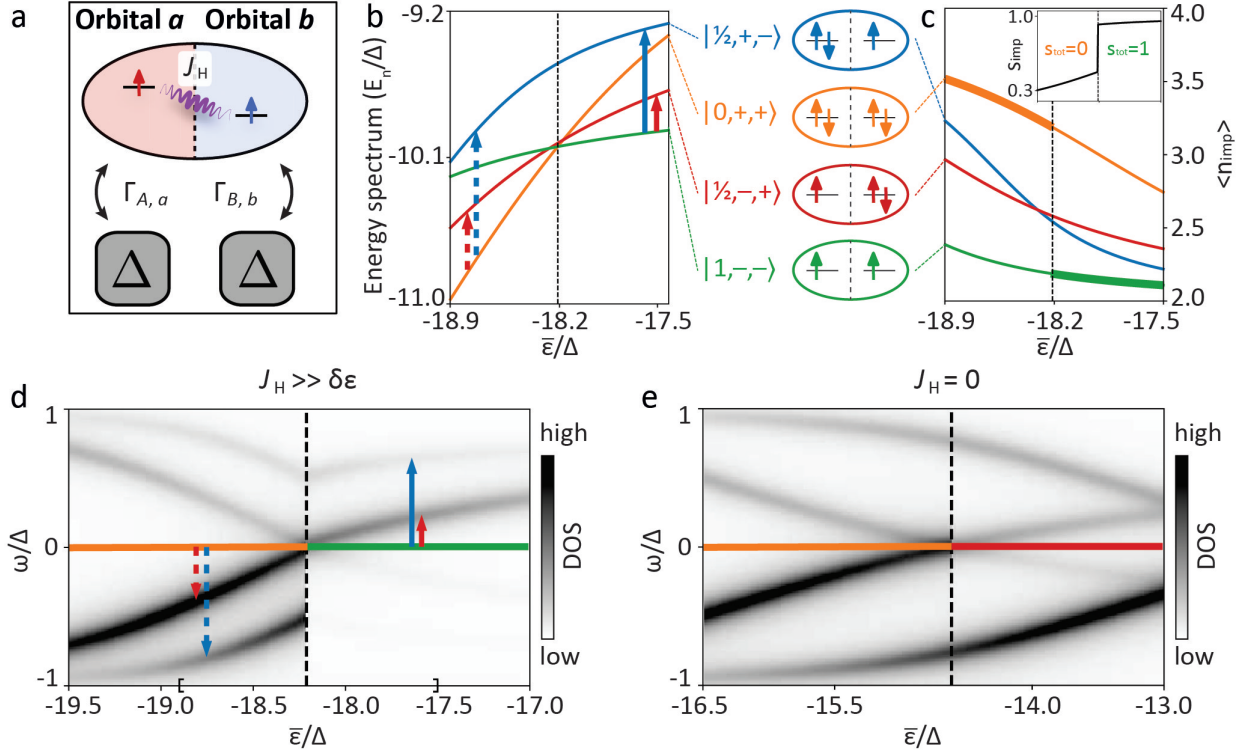 a
Orbital a Orbital b
J_H
Γ_A, a Γ_B, b
Δ Δ
b
Energy spectrum (E_n/Δ)
-9.2
-10.1
-11.0
-18.9 -18.2 -17.5
ε̅/Δ
|½,+,−⟩
|0,+,+⟩
|½,−,+⟩
|1,−,−⟩
c
S_imp
1.0
0.3
s_tot=0
s_tot=1
4.0
3.5
3.0
2.5
2.0
<n_imp>
-18.9 -18.2 -17.5
ε̅/Δ
d
J_H >> δε
ω/Δ
1
0
-1
-19.5 -19.0 -18.5 -18.0 -17.5 -17.0
ε̅/Δ
high
DOS
low
e
J_H = 0
ω/Δ
1
0
-1
-16.5 -15.5 -14.0 -13.0
ε̅/Δ
high
DOS
low